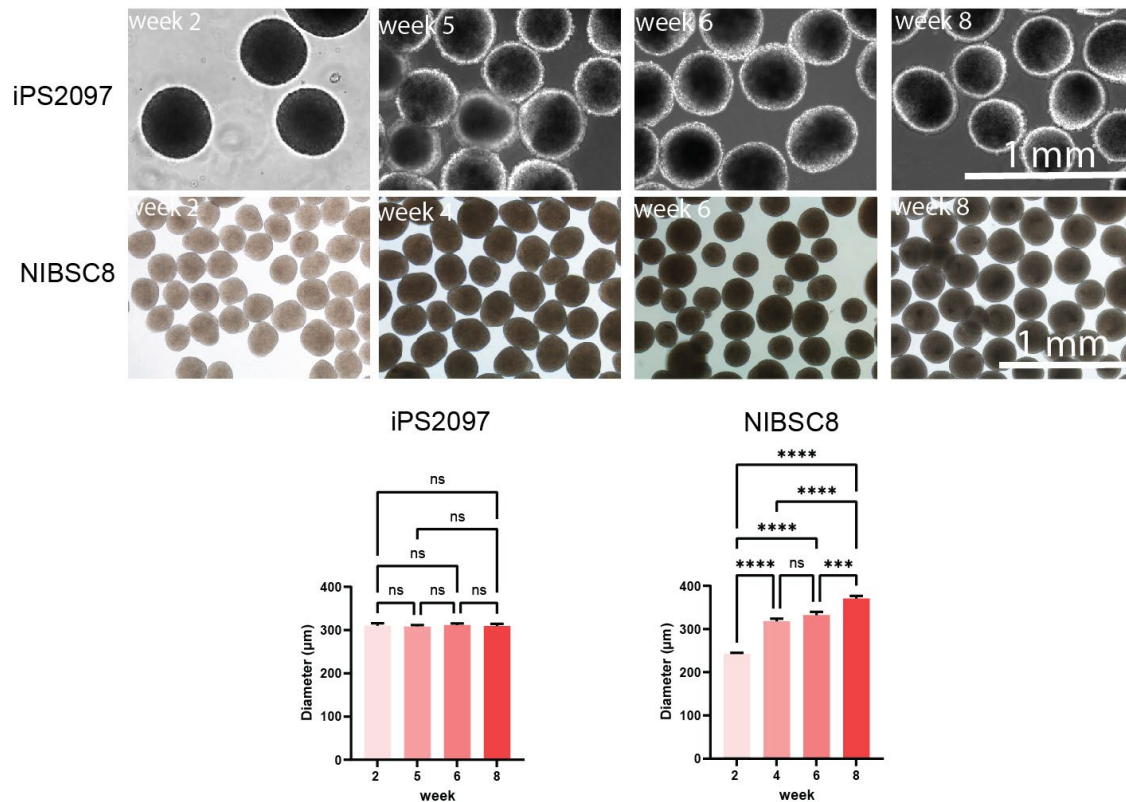 week 2
week 5
week 6
week 8
iPS2097
1 mm
week 2
week 4
week 6
week 8
NIBSC8
1 mm
iPS2097
ns
ns
ns
ns ns ns
Diameter (µm)
400
300
200
100
0
2 5 6 8
week
NIBSC8
****
****
****
**** ns ***
Diameter (µm)
400
300
200
100
0
2 4 6 8
week